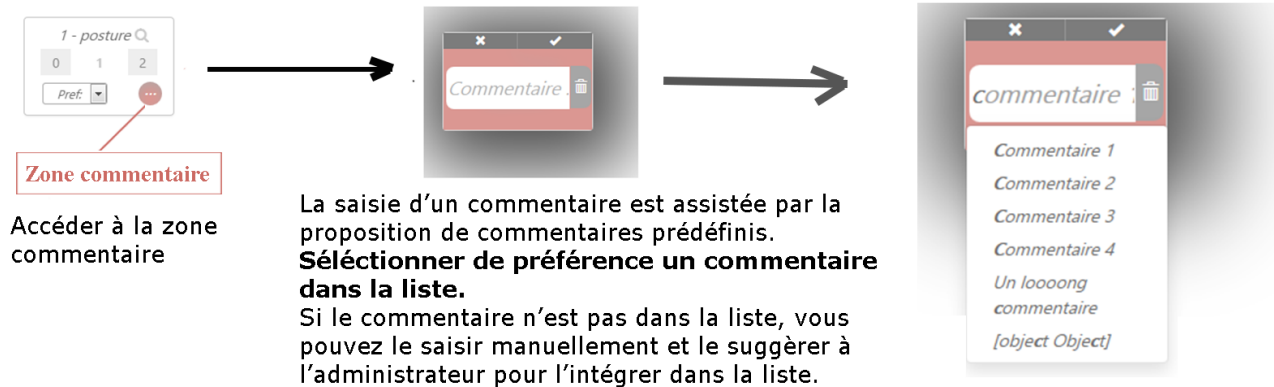 1 - posture
0 1 2
Pref:
Zone commentaire
Accéder à la zone
commentaire
Commentaire .
La saisie d’un commentaire est assistée par la
proposition de commentaires prédéfinis.
Séléctionner de préférence un commentaire
dans la liste.
Si le commentaire n’est pas dans la liste, vous
pouvez le saisir manuellement et le suggèrer à
l’administrateur pour l’intégrer dans la liste.
commentaire
Commentaire 1
Commentaire 2
Commentaire 3
Commentaire 4
Un loooong
commentaire
[object Object]